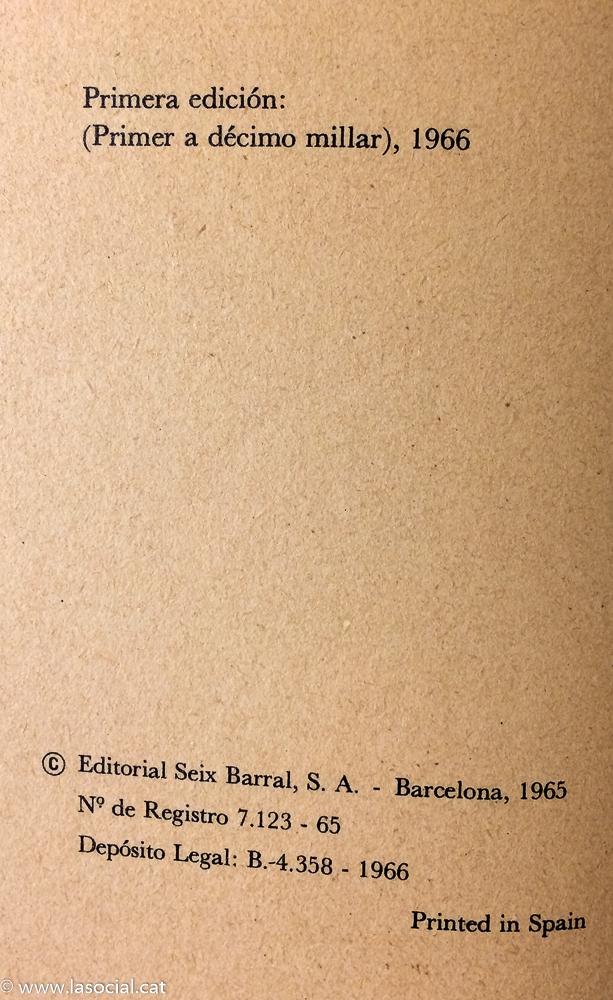 Primera edición:
(Primer a décimo millar), 1966
© Editorial Seix Barral, S. A. - Barcelona, 1965
Nº de Registro 7.123 - 65
Depósito Legal: B.-4.358 - 1966
Printed in Spain
© www.lasocial.cat